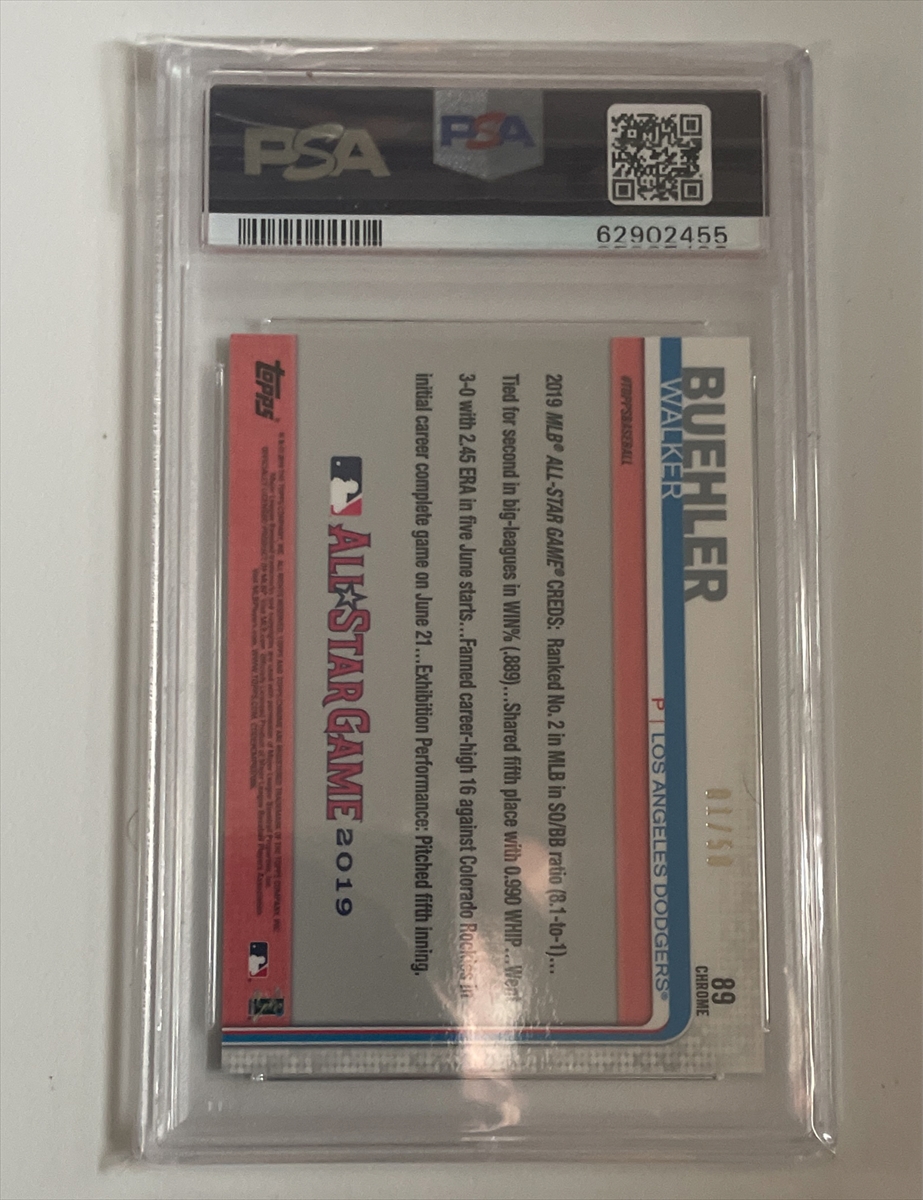 PSA
PSA
62902455
BUEHLER
WALKER
P | LOS ANGELES DODGERS®
01/50
89
CHROME
#TOPPSBASEBALL
2019 MLB® ALL-STAR GAME® CREDS: Ranked No. 2 in MLB in SO/BB ratio (8.1-to-1)...
Tied for second in big-leagues in WIN% (.889)...Shared fifth place with 0.990 WHIP...Went
3-0 with 2.45 ERA in five June starts...Fanned career-high 16 against Colorado Rockies in
initial career complete game on June 21...Exhibition Performance: Pitched fifth inning.
ALL★STAR GAME 2019
topps